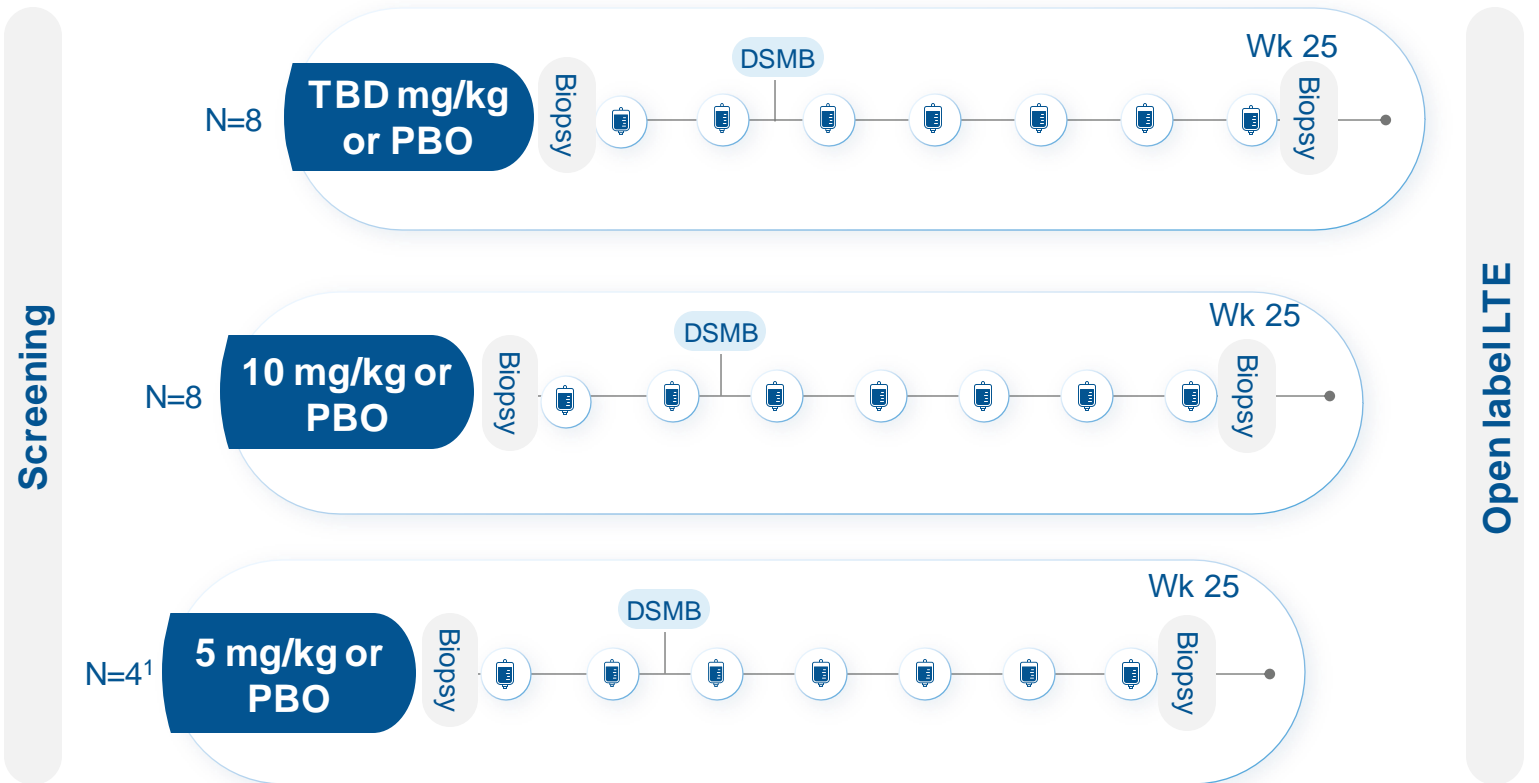 Screening
N=8
TBD mg/kg
or PBO
Biopsy
DSMB
Wk 25
Biopsy
N=8
10 mg/kg or
PBO
Biopsy
DSMB
Wk 25
Biopsy
N=4¹
5 mg/kg or
PBO
Biopsy
DSMB
Wk 25
Biopsy
Open label LTE